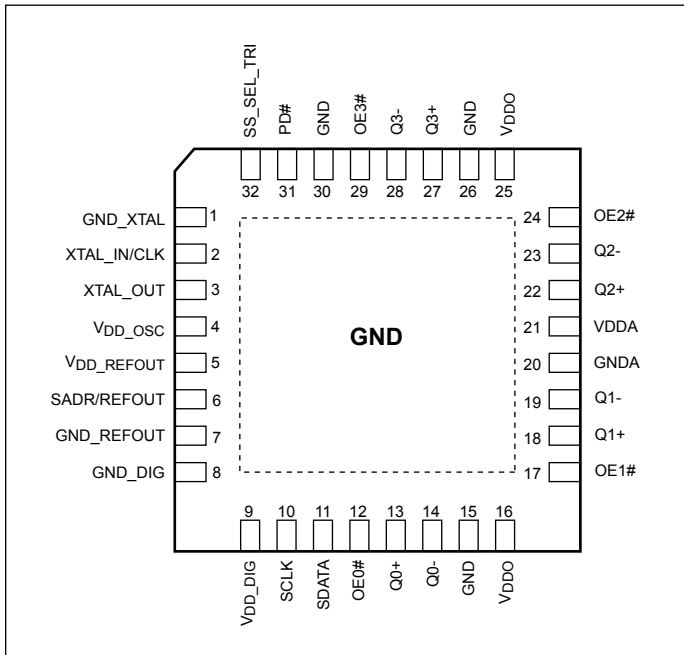 SS_SEL_TRI
PD#
GND
OE3#
Q3-
Q3+
GND
VDDO
32
31
30
29
28
27
26
25
GND_XTAL 1
XTAL_IN/CLK 2
XTAL_OUT 3
VDD_OSC 4
VDD_REFOUT 5
SADR/REFOUT 6
GND_REFOUT 7
GND_DIG 8
GND
24 OE2#
23 Q2-
22 Q2+
21 VDDA
20 GNDA
19 Q1-
18 Q1+
17 OE1#
9
10
11
12
13
14
15
16
VDD_DIG
SCLK
SDATA
OE0#
Q0+
Q0-
GND
VDDO